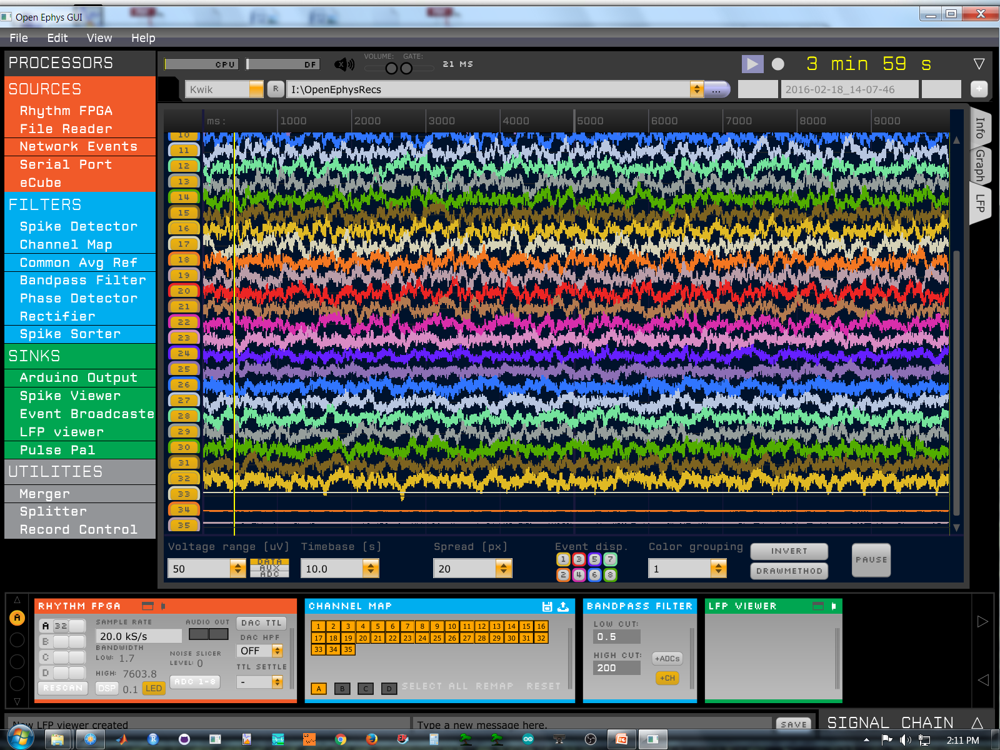 Open Ephys GUI
File Edit View Help
PROCESSORS
SOURCES
Rhythm FPGA
File Reader
Network Events
Serial Port
eCube
FILTERS
Spike Detector
Channel Map
Common Avg Ref
Bandpass Filter
Phase Detector
Rectifier
Spike Sorter
SINKS
Arduino Output
Spike Viewer
Event Broadcaste
LFP viewer
Pulse Pal
UTILITIES
Merger
Splitter
Record Control
CPU DF VOLUME: GATE: 21 MS 3 min 59 s
Kwik R I:\OpenEphysRecs ... 2016-02-18_14-07-46 +
ms: 1000 2000 3000 4000 5000 6000 7000 8000 9000
Info
Graph
LFP
10
11
12
13
14
15
16
17
18
19
20
21
22
23
24
25
26
27
28
29
30
31
32
33
34
35
Voltage range (uV) Timebase (s) Spread (px) Event disp. Color grouping
50 DATA AUX ADC 10.0 20 1 3 5 7 2 4 6 8 1
INVERT
DRAWMETHOD
PAUSE
A
RHYTHM FPGA
A 32
B
C
D
RESCAN
SAMPLE RATE
20.0 kS/s
BANDWIDTH
LOW: 1.7
HIGH: 7603.8
DSP 0.1 LED
AUDIO OUT
NOISE SLICER
LEVEL: 0
ADC 1-8
DAC TTL
DAC HPF
OFF
TTL SETTLE
-
CHANNEL MAP
1 2 3 4 5 6 7 8 9 10 11 12 13 14 15 16
17 18 19 20 21 22 23 24 25 26 27 28 29 30 31 32
33 34 35
A B C D SELECT ALL REMAP RESET
BANDPASS FILTER
LOW CUT:
0.5
HIGH CUT:
200
+ADCs
+CH
LFP VIEWER
New LFP viewer created
Type a new message here.
SAVE
SIGNAL CHAIN
2:11 PM